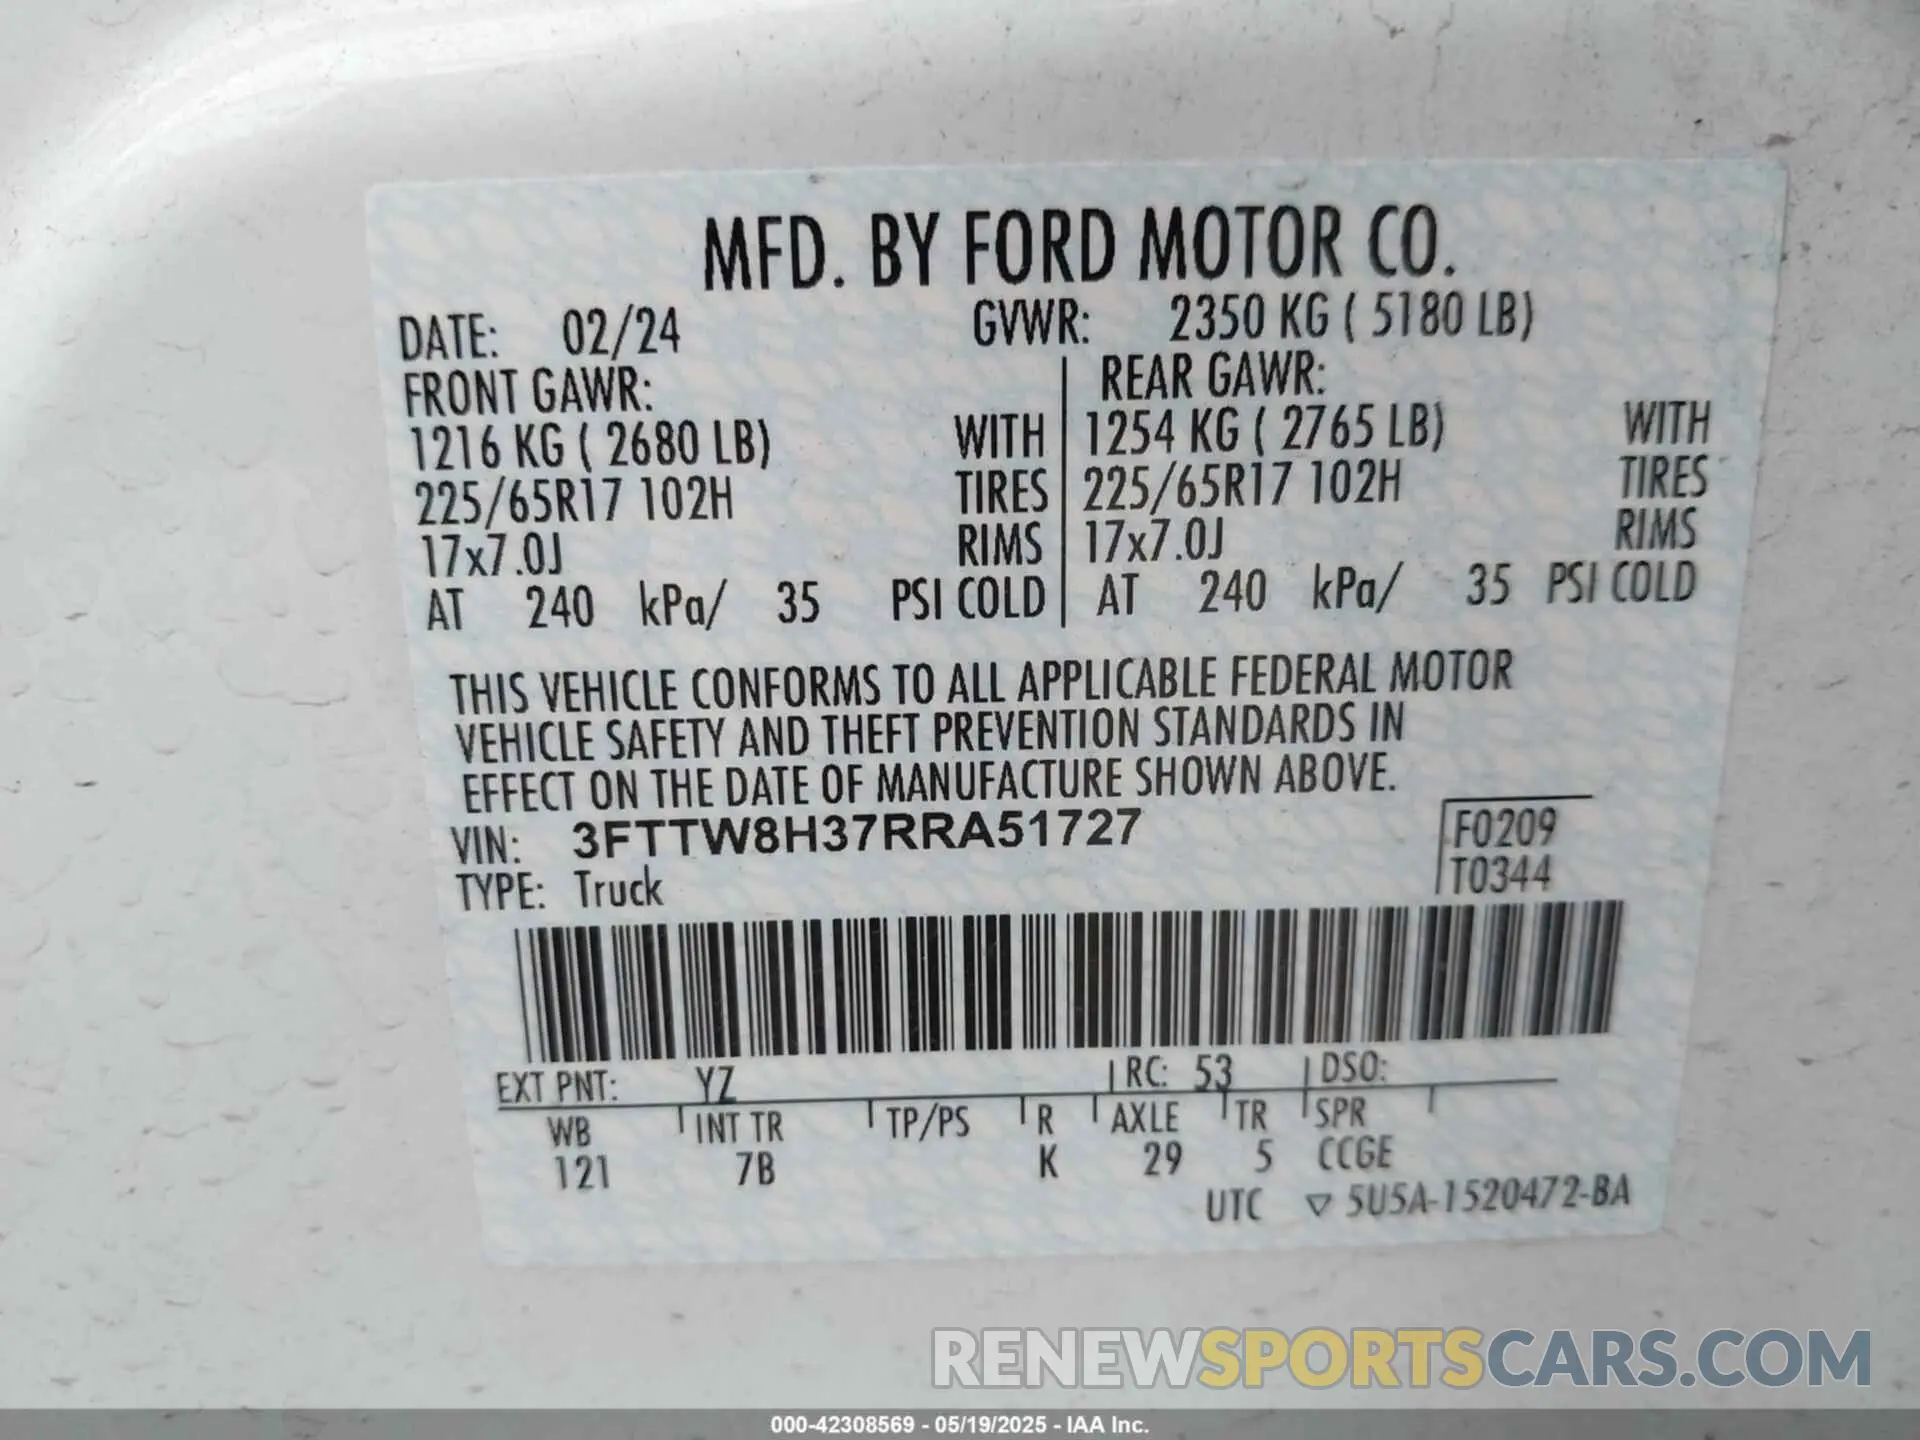 MFD. BY FORD MOTOR CO.
DATE: 02/24 GVWR: 2350 KG ( 5180 LB)
FRONT GAWR: REAR GAWR:
1216 KG ( 2680 LB) WITH 1254 KG ( 2765 LB) WITH
225/65R17 102H TIRES 225/65R17 102H TIRES
17x7.0J RIMS 17x7.0J RIMS
AT 240 kPa/ 35 PSI COLD AT 240 kPa/ 35 PSI COLD
THIS VEHICLE CONFORMS TO ALL APPLICABLE FEDERAL MOTOR
VEHICLE SAFETY AND THEFT PREVENTION STANDARDS IN
EFFECT ON THE DATE OF MANUFACTURE SHOWN ABOVE.
VIN: 3FTTW8H37RRA51727 F0209
TYPE: Truck T0344
EXT PNT: YZ RC: 53 DSO:
WB INT TR TP/PS R AXLE TR SPR
121 7B K 29 5 CCGE
UTC ▽ 5U5A-1520472-BA
RENEWSPORTSCARS.COM
000-42308569 - 05/19/2025 - IAA Inc.